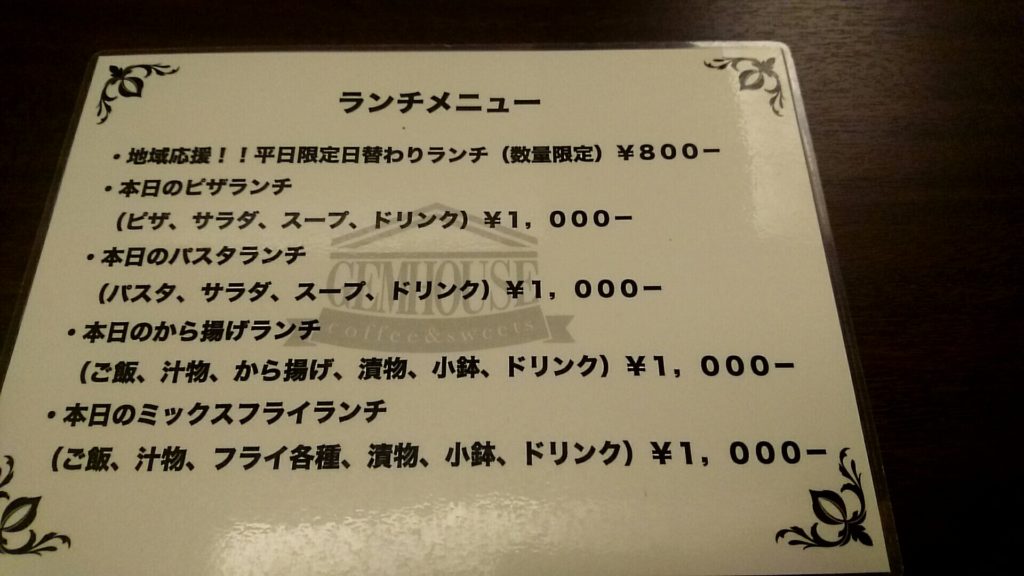 ランチメニュー
・地域応援！！平日限定日替わりランチ（数量限定）￥８００ー
・本日のピザランチ
（ピザ、サラダ、スープ、ドリンク）￥１，０００ー
・本日のパスタランチ
（パスタ、サラダ、スープ、ドリンク）￥１，０００ー
・本日のから揚げランチ
（ご飯、汁物、から揚げ、漬物、小鉢、ドリンク）￥１，０００ー
・本日のミックスフライランチ
（ご飯、汁物、フライ各種、漬物、小鉢、ドリンク）￥１，０００ー
GEMHOUSE
coffee&sweets